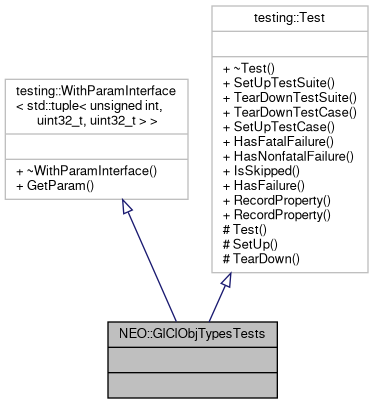 testing::Test
+ ~Test()
+ SetUpTestSuite()
+ TearDownTestSuite()
+ TearDownTestCase()
+ SetUpTestCase()
+ HasFatalFailure()
+ HasNonfatalFailure()
+ IsSkipped()
+ HasFailure()
+ RecordProperty()
+ RecordProperty()
# Test()
# SetUp()
# TearDown()
testing::WithParamInterface
< std::tuple< unsigned int,
uint32_t, uint32_t > >
+ ~WithParamInterface()
+ GetParam()
NEO::GlClObjTypesTests